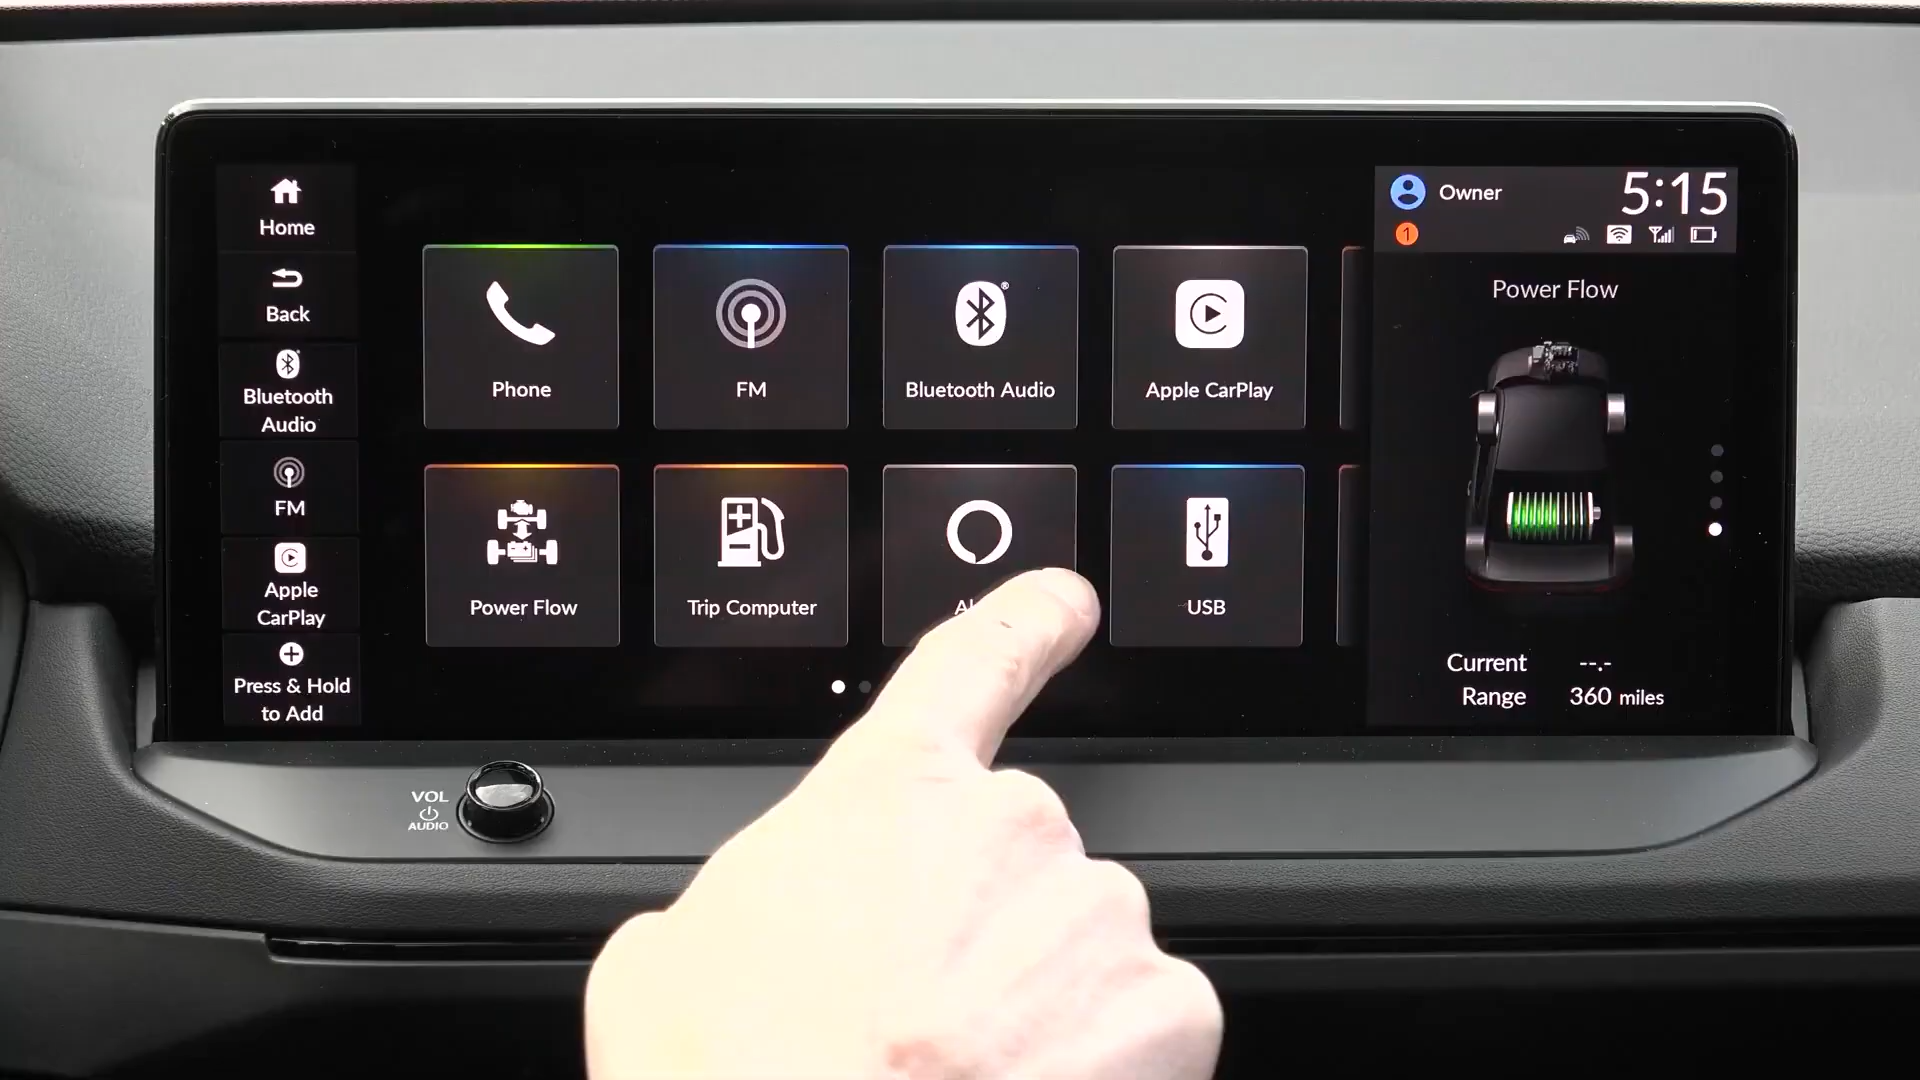 Home
Back
Bluetooth
Audio
FM
Apple
CarPlay
Press & Hold
to Add
Phone
FM
Bluetooth Audio
Apple CarPlay
Power Flow
Trip Computer
USB
Owner
5:15
1
Power Flow
Current --.-
Range 360 miles
VOL
AUDIO